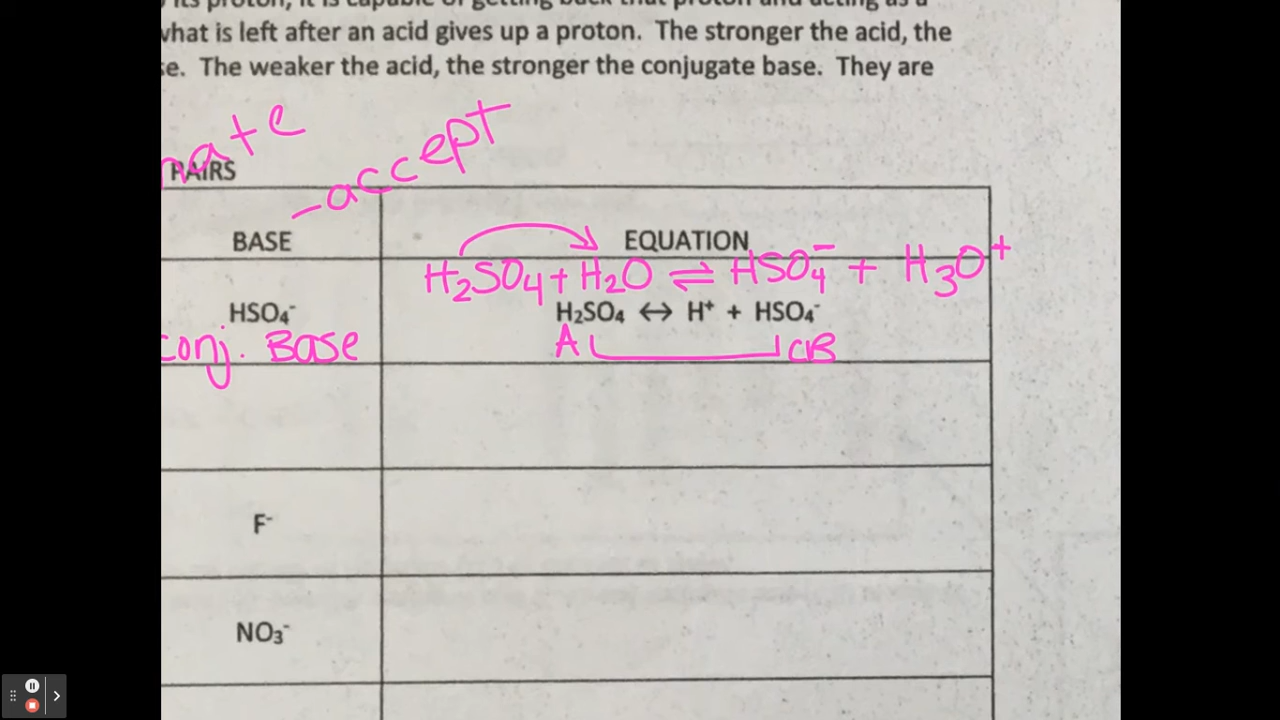 what is left after an acid gives up a proton. The stronger the acid, the
The weaker the acid, the stronger the conjugate base. They are
accept
PAIRS
BASE
EQUATION
H₂SO₄ + H₂O ⇌ HSO₄⁻ + H₃O⁺
HSO₄⁻
H₂SO₄ ↔ H⁺ + HSO₄⁻
conj. BASE
A CB
F⁻
NO₃⁻